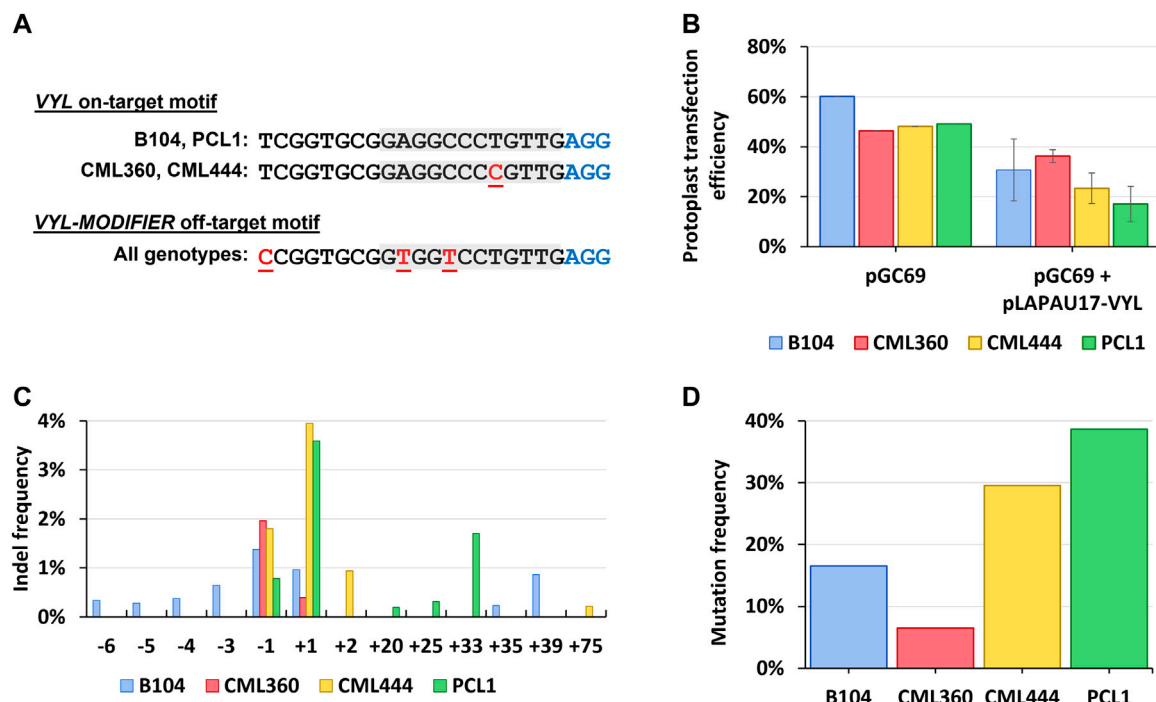 A
VYL on-target motif
B104, PCL1: TCGGTGCGGAGGCCCTGTTGAGG
CML360, CML444: TCGGTGCGGAGGCCCCGTTGAGG
VYL-MODIFIER off-target motif
All genotypes: CCGGTGCGGTGGTCCTGTTGAGG
B
Protoplast transfection
efficiency
80%
60%
40%
20%
0%
pGC69
pGC69 +
pLAPAU17-VYL
B104 CML360 CML444 PCL1
C
Indel frequency
4%
3%
2%
1%
0%
-6 -5 -4 -3 -1 +1 +2 +20 +25 +33 +35 +39 +75
B104 CML360 CML444 PCL1
D
Mutation frequency
40%
30%
20%
10%
0%
B104 CML360 CML444 PCL1